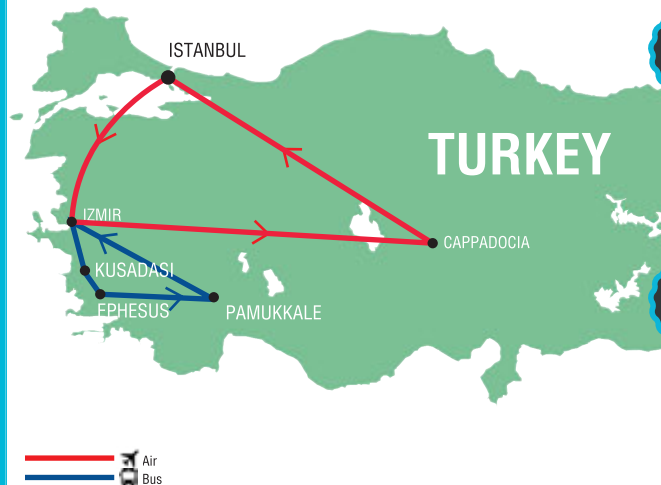 ISTANBUL
TURKEY
IZMIR
CAPPADOCIA
KUSADASI
EPHESUS
PAMUKKALE
Air
Bus